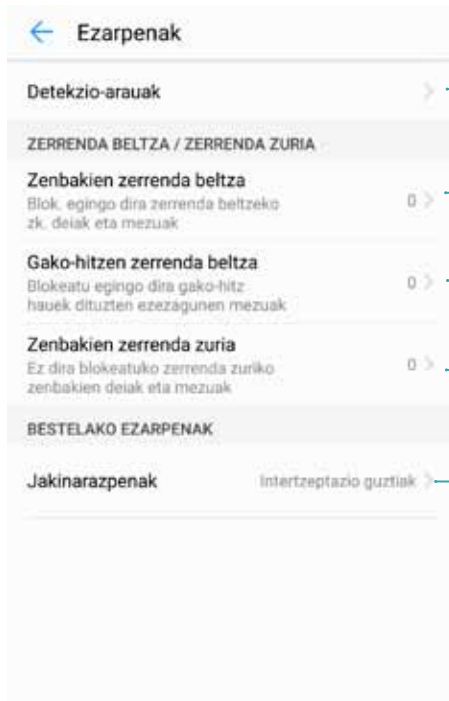 Ezarpenak
Detekzio-arauak
ZERRENDA BELTZA / ZERRENDA ZURIA
Zenbakien zerrenda beltza
Blok. egingo dira zerrenda beltzeko
zk. deiak eta mezuak
0
Gako-hitzen zerrenda beltza
Blokeatu egingo dira gako-hitz
hauek dituzten ezezagunen mezuak
0
Zenbakien zerrenda zuria
Ez dira blokeatuko zerrenda zuriko
zenbakien deiak eta mezuak
0
BESTELAKO EZARPENAK
Jakinarazpenak Intertzeptazio guztiak